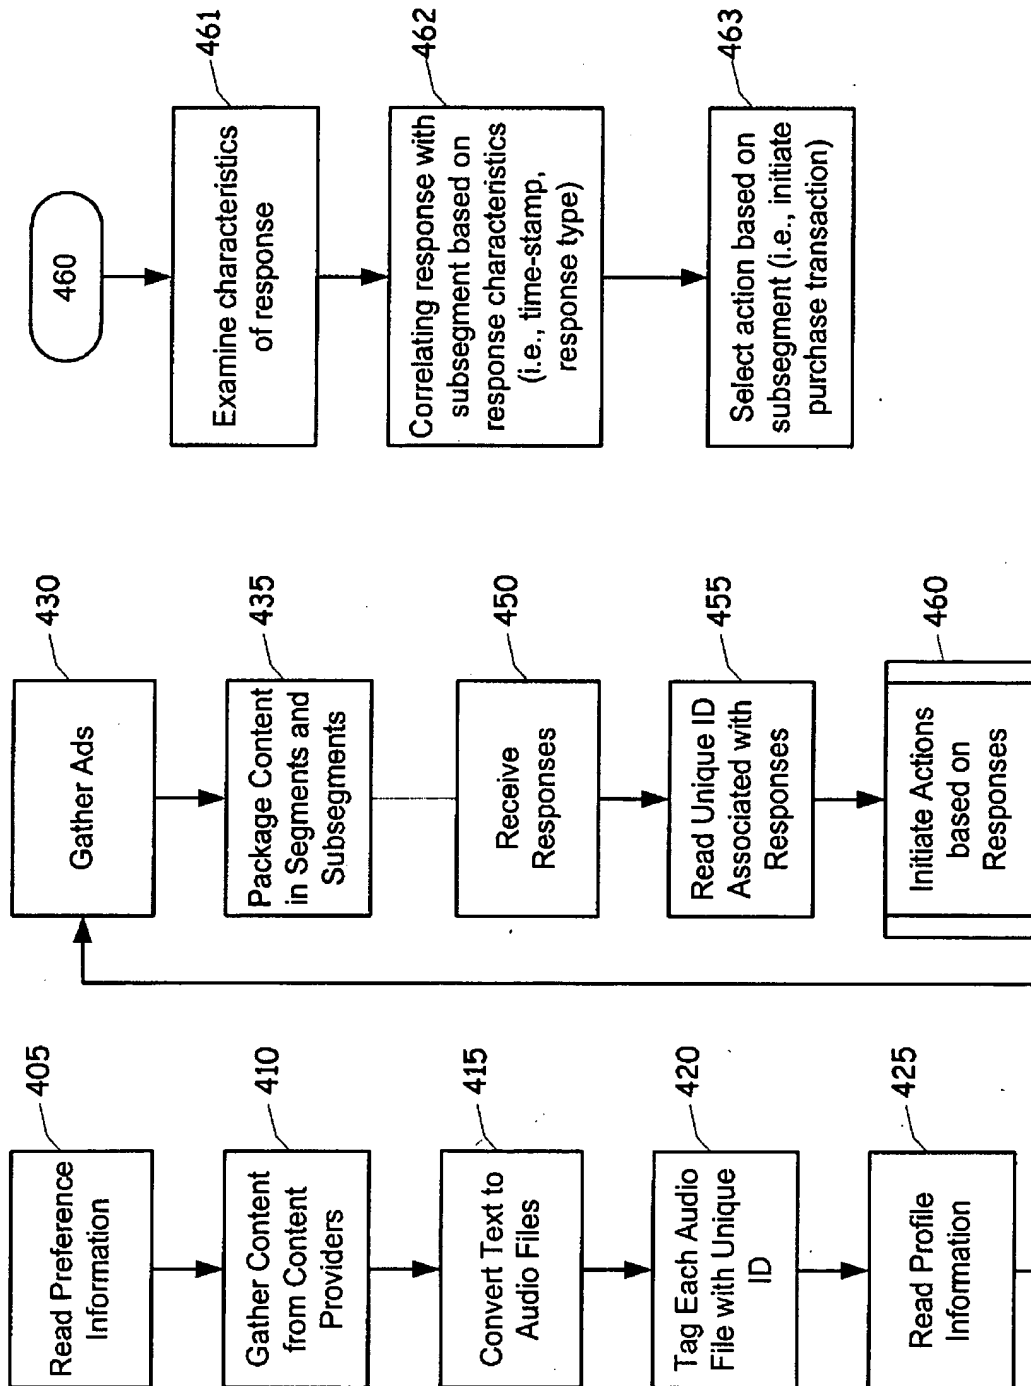 405
Read Preference
Information
410
Gather Content
from Content
Providers
415
Convert Text to
Audio Files
420
Tag Each Audio
File with Unique
ID
425
Read Profile
Information
430
Gather Ads
435
Package Content
in Segments and
Subsegments
450
Receive
Responses
455
Read Unique ID
Associated with
Responses
460
Initiate Actions
based on
Responses
460
461
Examine characteristics
of response
462
Correlating response with
subsegment based on
response characteristics
(i.e., time-stamp,
response type)
463
Select action based on
subsegment (i.e., initiate
purchase transaction)